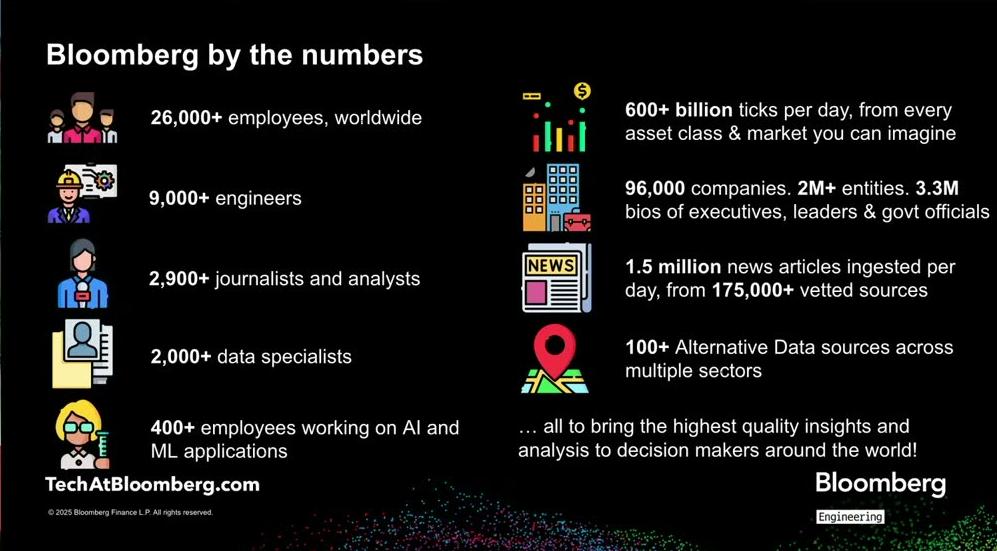 Bloomberg by the numbers
26,000+ employees, worldwide
9,000+ engineers
2,900+ journalists and analysts
2,000+ data specialists
400+ employees working on AI and
ML applications
600+ billion ticks per day, from every
asset class & market you can imagine
96,000 companies. 2M+ entities. 3.3M
bios of executives, leaders & govt officials
NEWS
1.5 million news articles ingested per
day, from 175,000+ vetted sources
100+ Alternative Data sources across
multiple sectors
… all to bring the highest quality insights and
analysis to decision makers around the world!
TechAtBloomberg.com
© 2025 Bloomberg Finance L.P. All rights reserved.
Bloomberg
Engineering